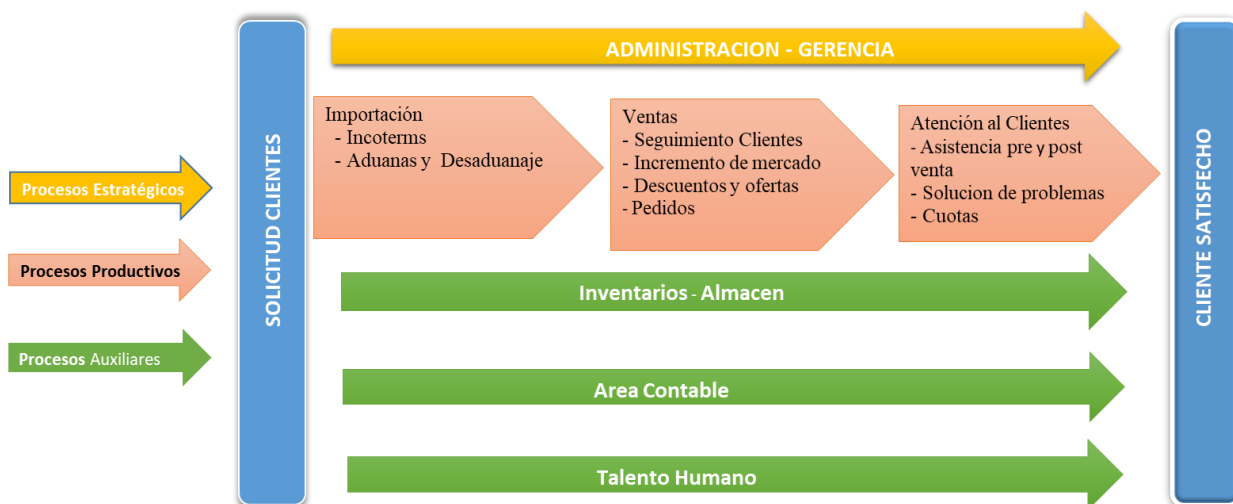 ADMINISTRACION - GERENCIA
Procesos Estratégicos
Procesos Productivos
Procesos Auxiliares
SOLICITUD CLIENTES
Importación
- Incoterms
- Aduanas y Desaduanaje
Ventas
- Seguimiento Clientes
- Incremento de mercado
- Descuentos y ofertas
- Pedidos
Atención al Clientes
- Asistencia pre y post
venta
- Solucion de problemas
- Cuotas
Inventarios - Almacen
Area Contable
Talento Humano
CLIENTE SATISFECHO